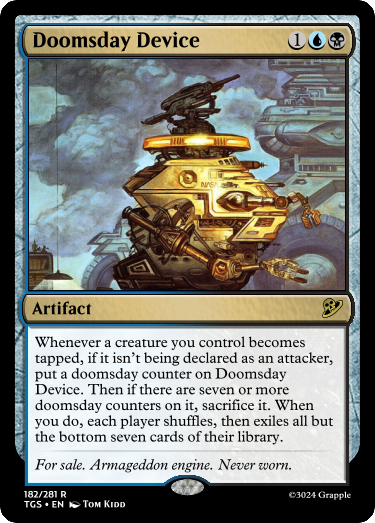 Doomsday Device 1
NASA
Artifact
Whenever a creature you control becomes
tapped, if it isn't being declared as an attacker,
put a doomsday counter on Doomsday
Device. Then if there are seven or more
doomsday counters on it, sacrifice it. When
you do, each player shuffles, then exiles all but
the bottom seven cards of their library.
For sale. Armageddon engine. Never worn.
182/281 R
TGS • EN Tom Kidd
©3024 Grapple